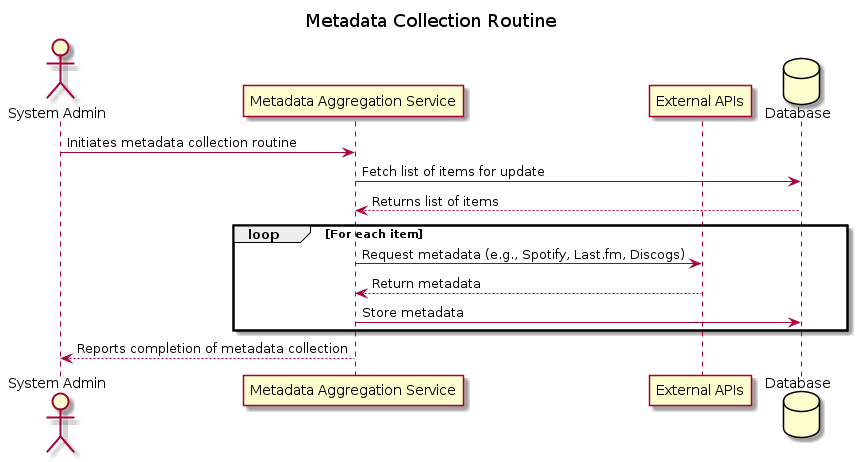 Metadata Collection Routine
System Admin
Metadata Aggregation Service
External APIs
Database
Initiates metadata collection routine
Fetch list of items for update
Returns list of items
loop
[For each item]
Request metadata (e.g., Spotify, Last.fm, Discogs)
Return metadata
Store metadata
Reports completion of metadata collection
System Admin
Metadata Aggregation Service
External APIs
Database